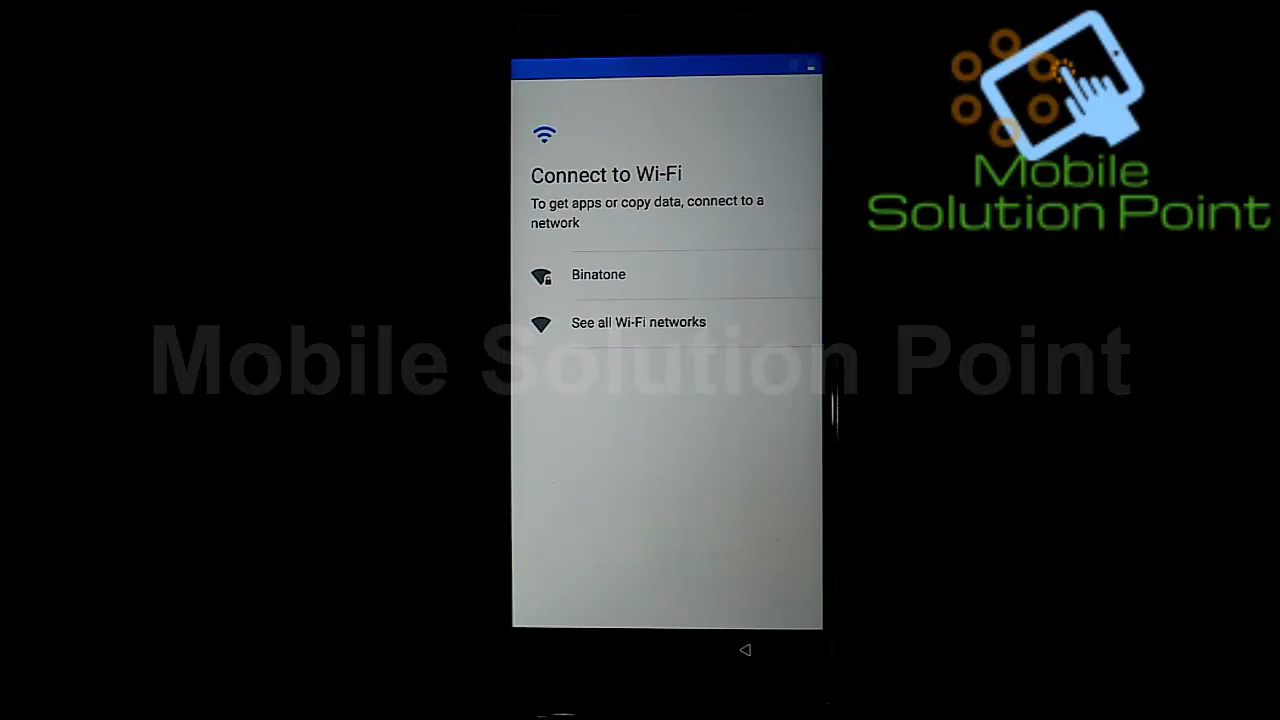 Connect to Wi-Fi
To get apps or copy data, connect to a
network
Binatone
See all Wi-Fi networks
Mobile
Solution Point
Mobile Solution Point